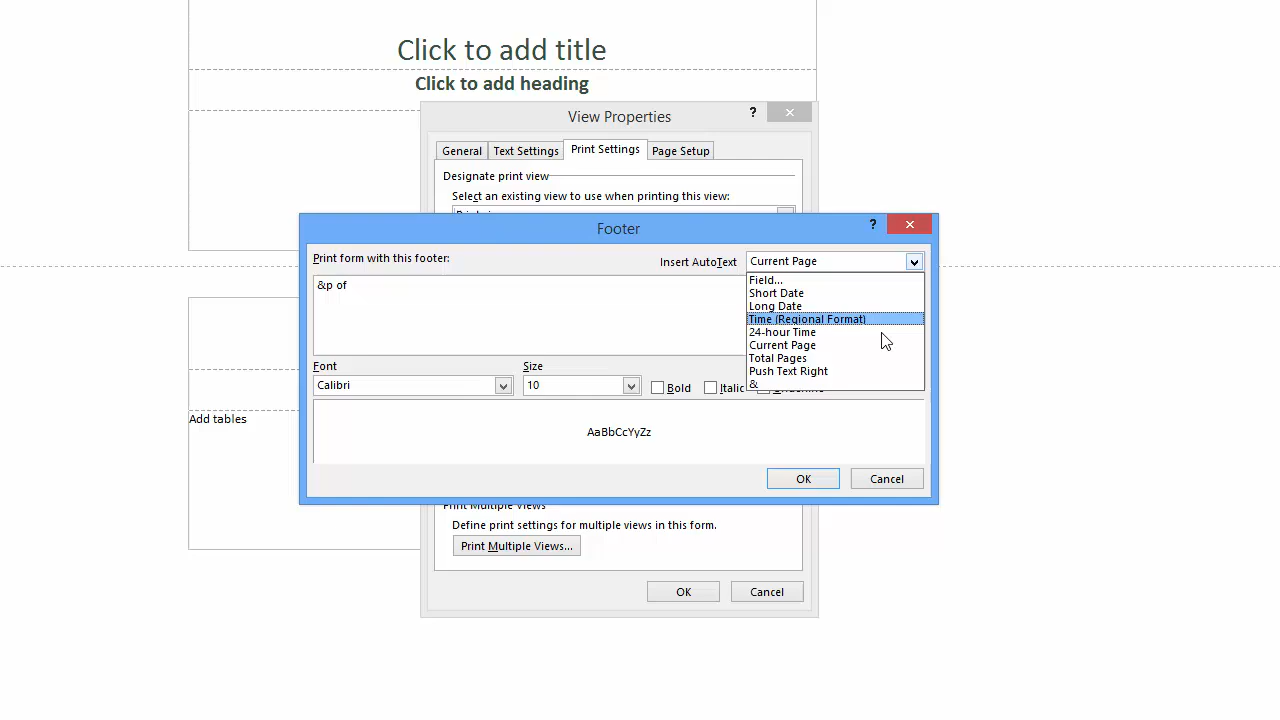 Click to add title
Click to add heading
View Properties
?
General Text Settings Print Settings Page Setup
Designate print view
Select an existing view to use when printing this view:
Footer
?
Print form with this footer:
Insert AutoText Current Page
&p of
Field...
Short Date
Long Date
Time (Regional Format)
24-hour Time
Current Page
Total Pages
Push Text Right
&
Font
Size
Calibri
10
Bold
Italic
Add tables
AaBbCcYyZz
OK
Cancel
Print Multiple Views
Define print settings for multiple views in this form.
Print Multiple Views...
OK
Cancel